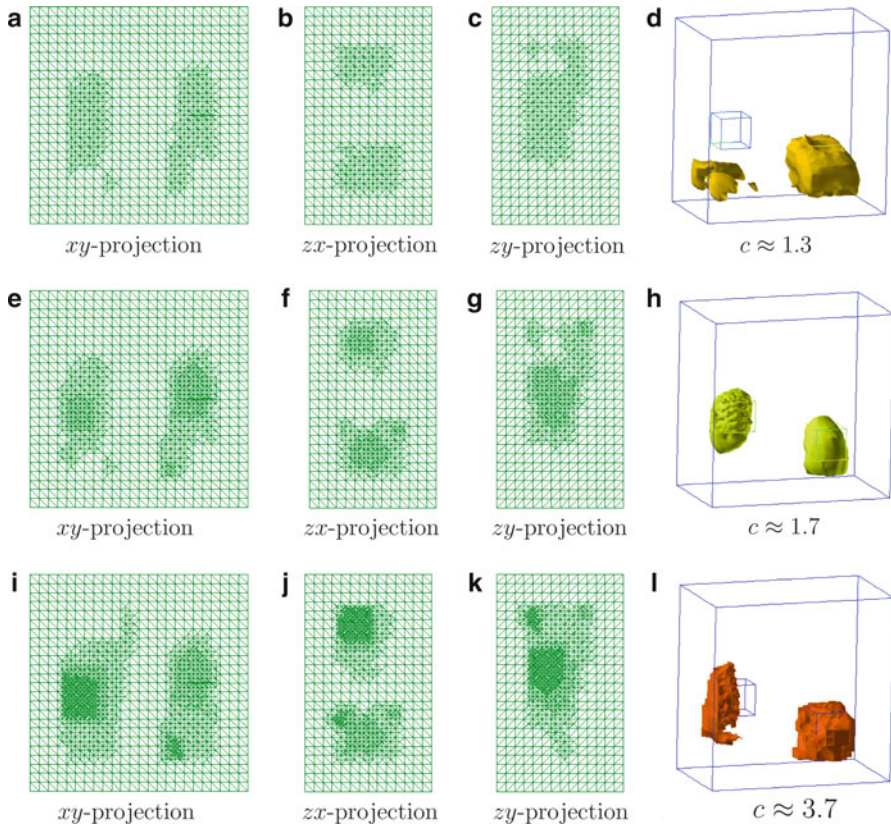 a b c d
xy-projection zx-projection zy-projection c ≈ 1.3
e f g h
xy-projection zx-projection zy-projection c ≈ 1.7
i j k l
xy-projection zx-projection zy-projection c ≈ 3.7